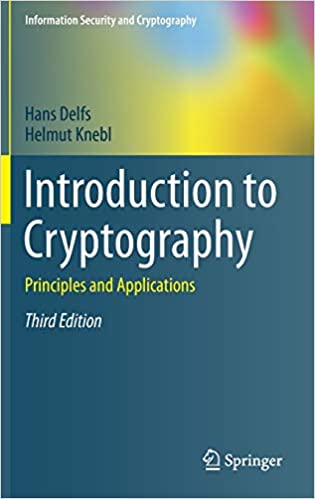 Information Security and Cryptography
Hans Delfs
Helmut Knebl
Introduction to
Cryptography
Principles and Applications
Third Edition
Springer